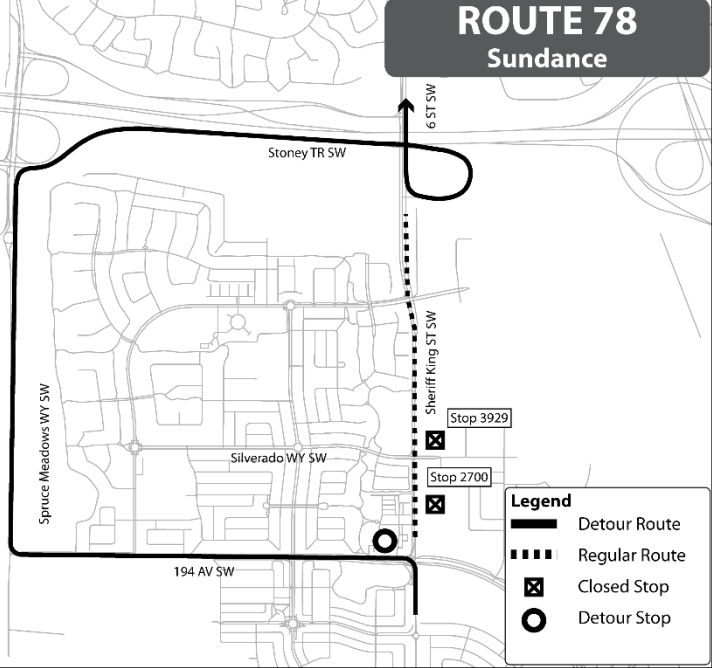 ROUTE 78
Sundance
6 ST SW
Stoney TR SW
Sheriff King ST SW
Spruce Meadows WY SW
Stop 3929
Silverado WY SW
Stop 2700
194 AV SW
Legend
Detour Route
Regular Route
Closed Stop
Detour Stop